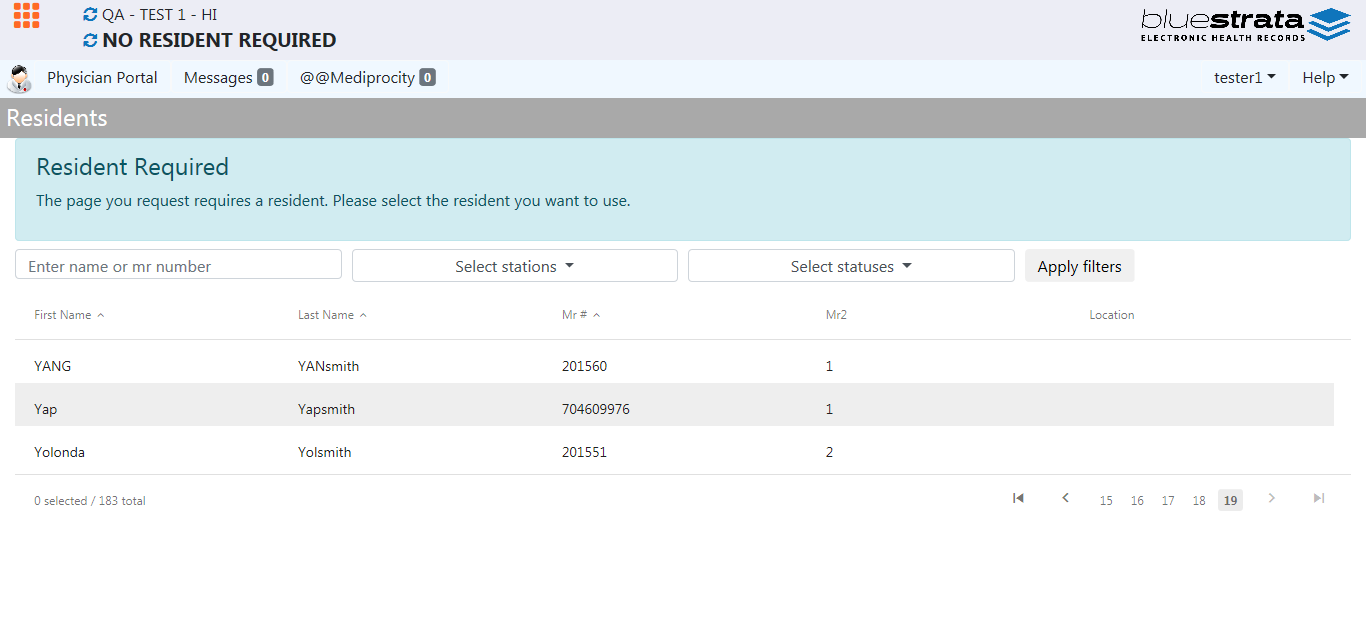 QA - TEST 1 - HI
NO RESIDENT REQUIRED
bluestrata
ELECTRONIC HEALTH RECORDS
Physician Portal Messages 0 @@Mediprocity 0 tester1 Help
Residents
Resident Required
The page you request requires a resident. Please select the resident you want to use.
Enter name or mr number Select stations Select statuses Apply filters
First Name Last Name Mr # Mr2 Location
YANG YANsmith 201560 1
Yap Yapsmith 704609976 1
Yolonda Yolsmith 201551 2
0 selected / 183 total 15 16 17 18 19